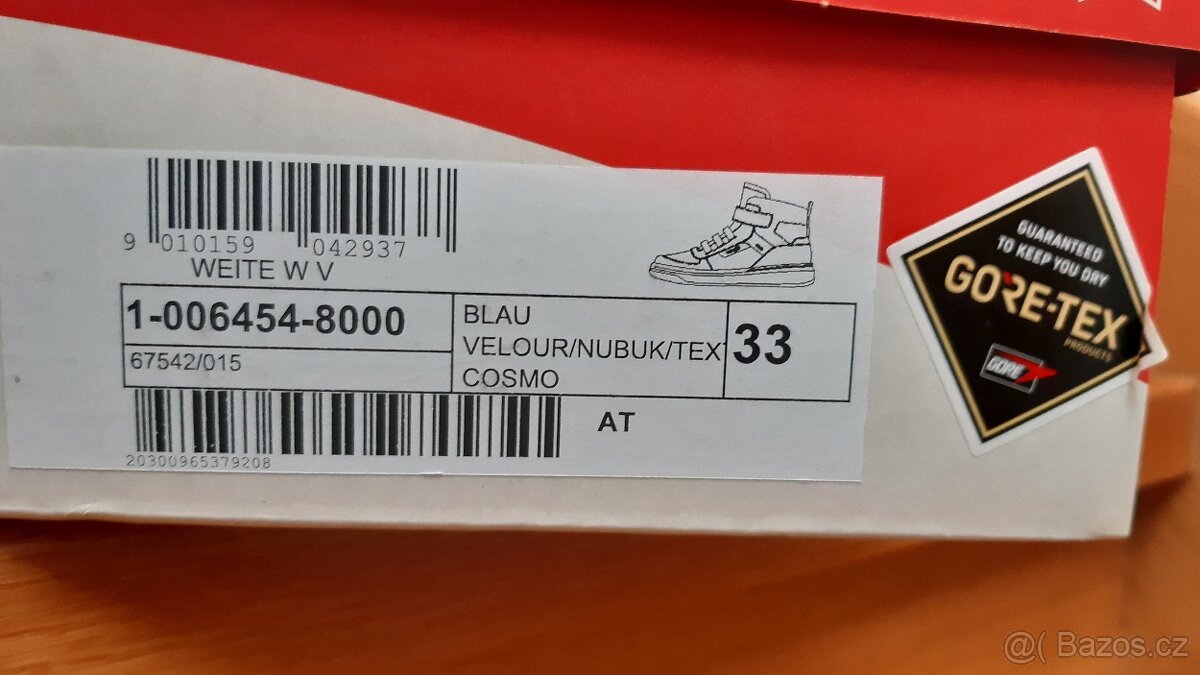 9 010159 042937
WEITE W V
1-006454-8000
67542/015
BLAU
VELOUR/NUBUK/TEX
COSMO
33
AT
20300965379208
GUARANTEED
TO KEEP YOU DRY
GORE-TEX
PRODUCTS
GORE
@( Bazos.cz